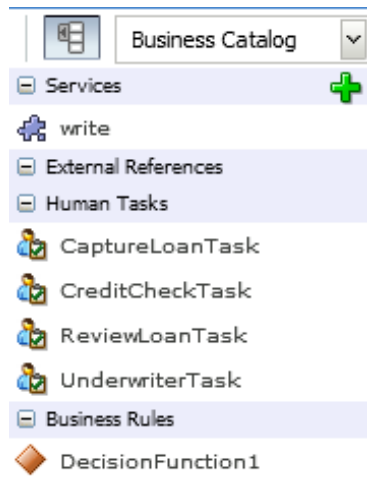 Business Catalog
Services
write
External References
Human Tasks
CaptureLoanTask
CreditCheckTask
ReviewLoanTask
UnderwriterTask
Business Rules
DecisionFunction1